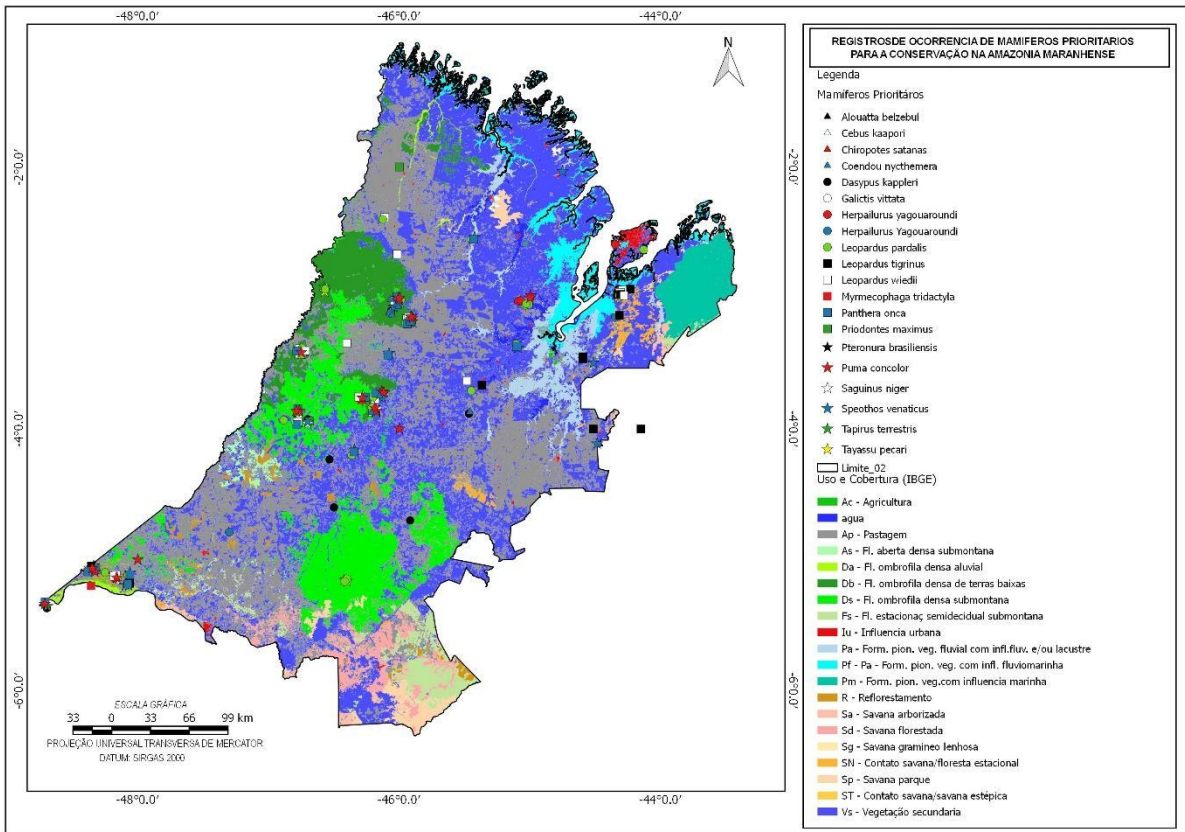 -48°0.0'
-46°0.0'
-44°0.0'
N
-2°0.0'
-2°0.0'
-4°0.0'
-4°0.0'
-6°0.0'
-6°0.0'
ESCALA GRÁFICA
33 0 33 66 99 km
PROJEÇÃO UNIVERSAL TRANSVERSA DE MERCATOR
DATUM: SIRGAS 2000
-48°0.0'
-46°0.0'
-44°0.0'
REGISTROSDE OCORRENCIA DE MAMIFEROS PRIORITARIOS
PARA A CONSERVAÇÃO NA AMAZONIA MARANHENSE
Legenda
Mamíferos Prioritáros
Alouatta belzebul
Cebus kaapori
Chiropotes satanas
Coendou nycthemera
Dasypus kappleri
Galictis vittata
Herpailurus yagouaroundi
Herpailurus Yagouaroundi
Leopardus pardalis
Leopardus tigrinus
Leopardus wiedii
Myrmecophaga tridactyla
Panthera onca
Priodontes maximus
Pteronura brasiliensis
Puma concolor
Saguinus niger
Speothos venaticus
Tapirus terrestris
Tayassu pecari
Limite_02
Uso e Cobertura (IBGE)
Ac - Agricultura
agua
Ap - Pastagem
As - Fl. aberta densa submontana
Da - Fl. ombrofila densa aluvial
Db - Fl. ombrofila densa de terras baixas
Ds - Fl. ombrofila densa submontana
Fs - Fl. estacionaç semidecidual submontana
Iu - Influencia urbana
Pa - Form. pion. veg. fluvial com infl.fluv. e/ou lacustre
Pf - Pa - Form. pion. veg. com infl. fluviomarinha
Pm - Form. pion. veg.com influencia marinha
R - Reflorestamento
Sa - Savana arborizada
Sd - Savana florestada
Sg - Savana gramineo lenhosa
SN - Contato savana/floresta estacional
Sp - Savana parque
ST - Contato savana/savana estépica
Vs - Vegetação secundaria